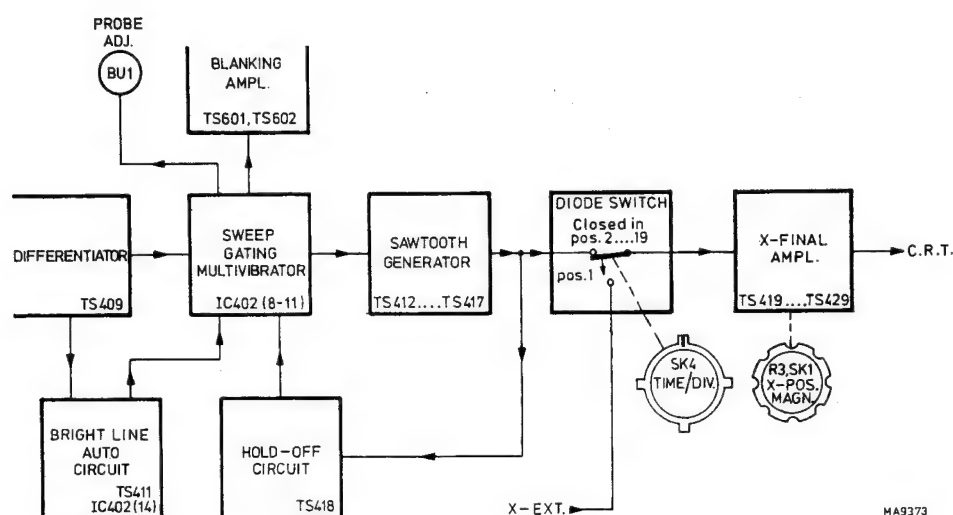 PROBE
ADJ.
BU1
BLANKING
AMPL.
TS601, TS602
DIFFERENTIATOR
TS409
SWEEP
GATING
MULTIVIBRATOR
IC402 (8-11)
SAWTOOTH
GENERATOR
TS412....TS417
DIODE SWITCH
Closed in
pos.2....19
pos.1
X-FINAL
AMPL.
TS419....TS429
C.R.T.
SK4
TIME/DIV.
R3,SK1
X-POS.
MAGN.
BRIGHT LINE
AUTO
CIRCUIT
TS411
IC402(14)
HOLD-OFF
CIRCUIT
TS418
X-EXT.
MA9373